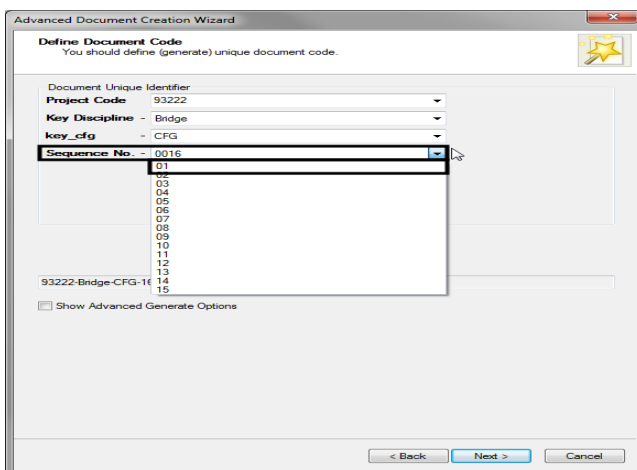 Advanced Document Creation Wizard
Define Document Code
You should define (generate) unique document code.
Document Unique Identifier
Project Code 93222
Key Discipline - Bridge
key_cfg - CFG
Sequence No. - 0016
01
02
03
04
05
06
07
08
09
10
11
12
13
14
15
93222-Bridge-CFG-16
Show Advanced Generate Options
< Back Next > Cancel